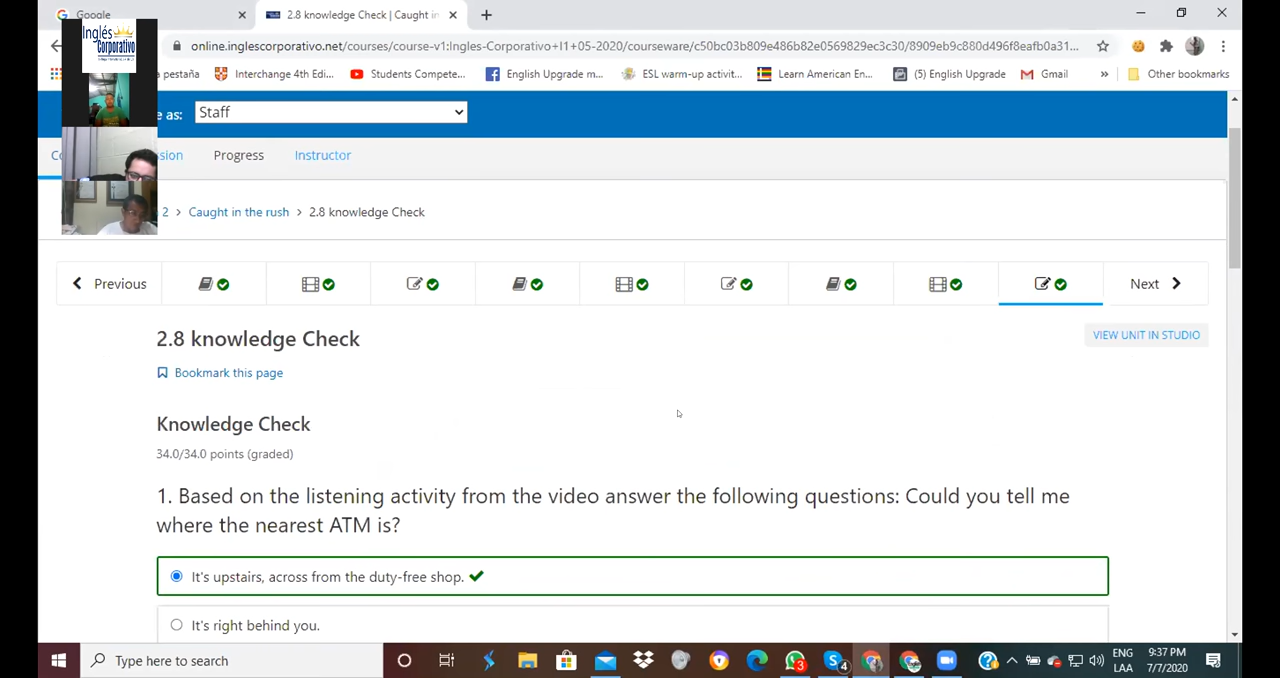 Google
2.8 knowledge Check | Caught in
online.inglescorporativo.net/courses/course-v1:Ingles-Corporativo+I1+05-2020/courseware/c50bc03b809e486b82e0569829ec3c30/8909eb9c880d496f8eafb0a31...
Inglés
Corporativo
pestaña
Interchange 4th Edi...
Students Compete...
English Upgrade m...
ESL warm-up activit...
Learn American En...
(5) English Upgrade
Gmail
»
Other bookmarks
e as:
Staff
Progress
Instructor
2 > Caught in the rush > 2.8 knowledge Check
Previous
Next
2.8 knowledge Check
VIEW UNIT IN STUDIO
Bookmark this page
Knowledge Check
34.0/34.0 points (graded)
1. Based on the listening activity from the video answer the following questions: Could you tell me
where the nearest ATM is?
It's upstairs, across from the duty-free shop.
It's right behind you.
Type here to search
3
4
ENG
LAA
9:37 PM
7/7/2020